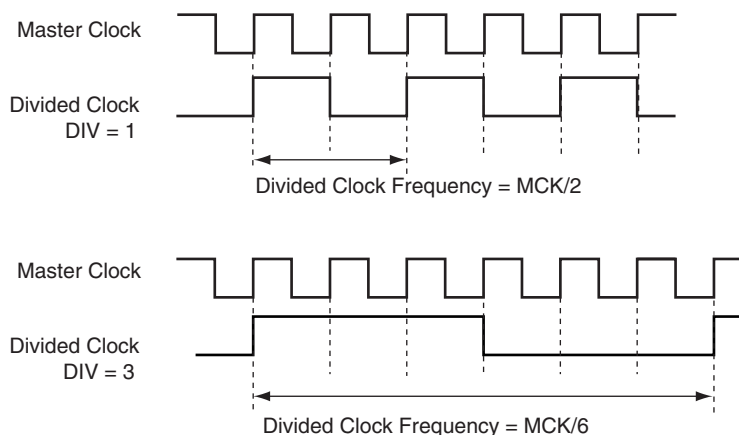 Master Clock
Divided Clock
DIV = 1
Divided Clock Frequency = MCK/2
Master Clock
Divided Clock
DIV = 3
Divided Clock Frequency = MCK/6